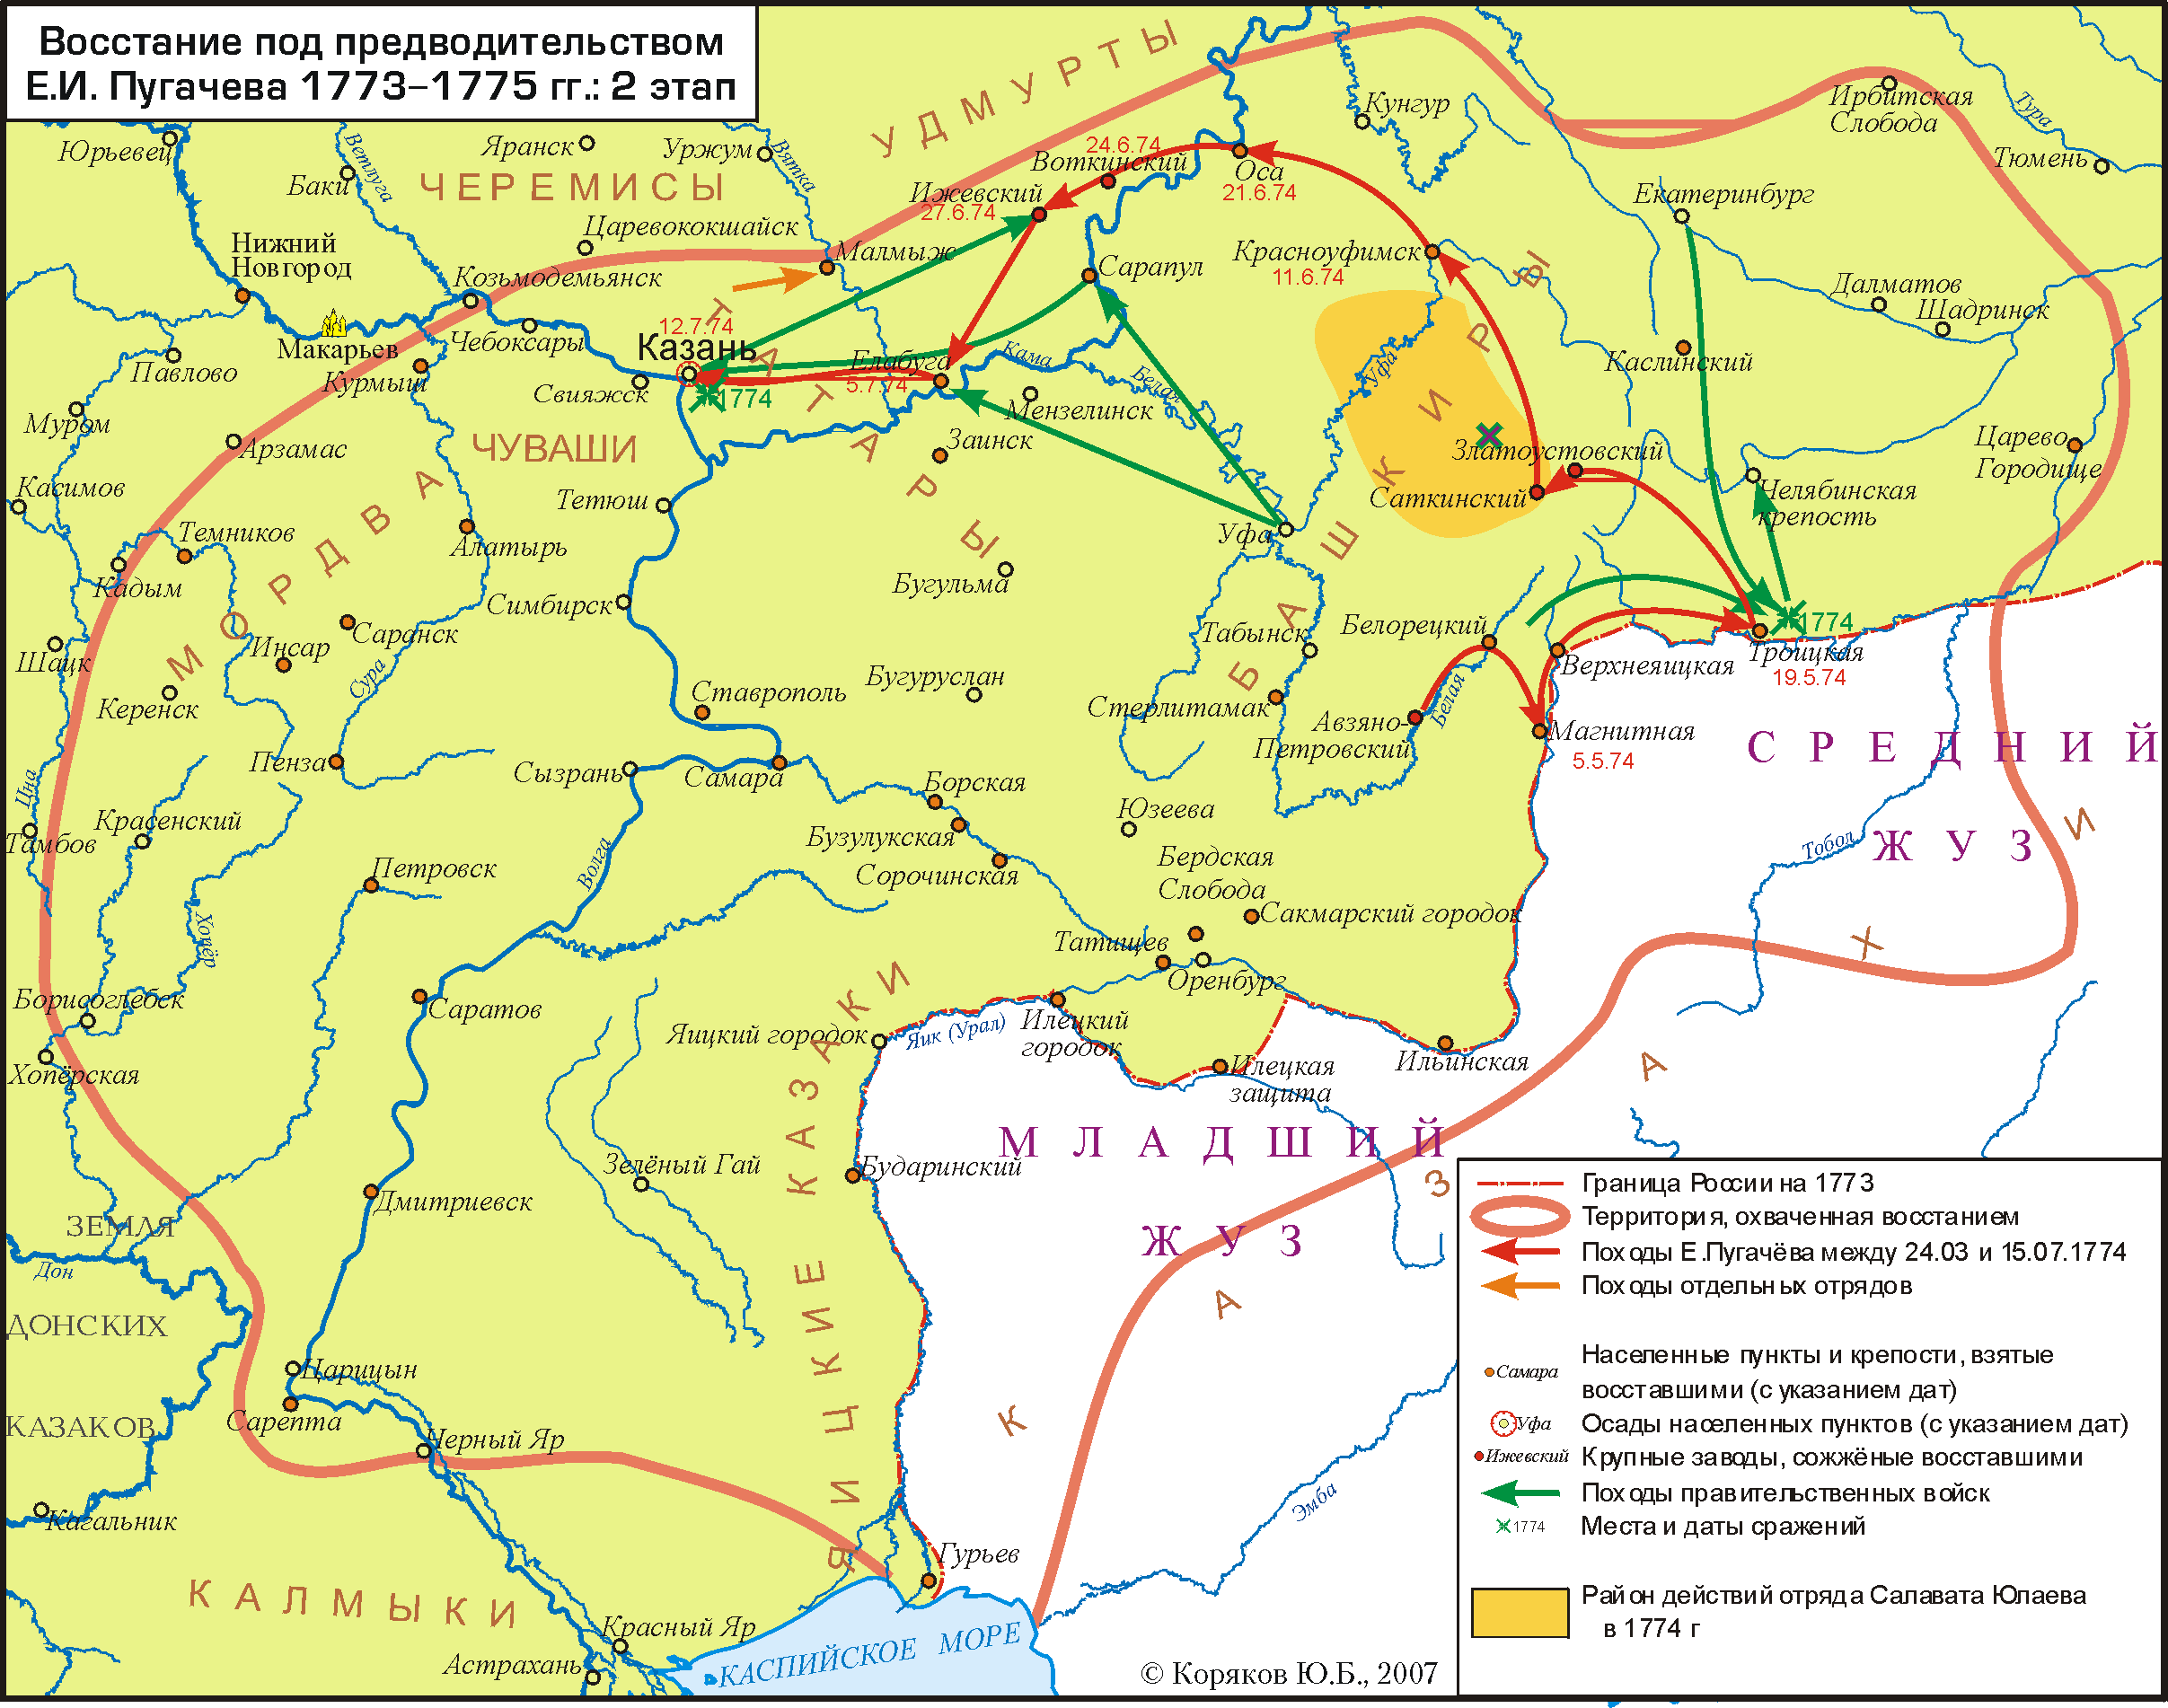 Восстание под предводительством
Е.И. Пугачева 1773–1775 гг.: 2 этап
УДМУРТЫ
Кунгур
Ирбитская
Слобода
Тура
Тюмень
Юрьевец
Ветлуга
Яранск
Уржум
Вятка
24.6.74
Воткинский
Оса
21.6.74
Баки
ЧЕРЕМИСЫ
Ижевский
27.6.74
Екатеринбург
Царевококшайск
Нижний
Новгород
Малмыж
Красноуфимск
11.6.74
Сарапул
Козьмодемьянск
Далматов
Шадринск
12.7.74
Казань
Чебоксары
Макарьев
Павлово
Курмыш
Свияжск
1774
Елабуга
5.7.74
Кама
Белая
Уфа
Каслинский
Мензелинск
ТАТАРЫ
Муром
Арзамас
ЧУВАШИ
Заинск
Златоустовский
Царево
Городище
Касимов
МОРДВА
Тетюш
Саткинский
Челябинская
крепость
БАШКИРЫ
Темников
Алатырь
Уфа
Кадым
Бугульма
Симбирск
Саранск
Инсар
Табынск
Белорецкий
1774
Троицкая
19.5.74
Верхнеяицкая
Шацк
Сура
Керенск
Ставрополь
Бугуруслан
Стерлитамак
Авзяно-
Петровский
Белая
Магнитная
5.5.74
СРЕДНИЙ
ЖУЗ
Пенза
Цна
Сызрань
Самара
Борская
Юзеева
Красенский
Тамбов
Бузулукская
Тобол
Петровск
Волга
Сорочинская
Бердская
Слобода
Сакмарский городок
Хопёр
Татищев
Оренбург
Борисоглебск
Саратов
Яицкий городок
Яик (Урал)
Илецкий
городок
Ильинская
Хопёрская
Илецкая
защита
МЛАДШИЙ
ЖУЗ
КАЗАХИ
ЯИЦКИЕ КАЗАКИ
Зелёный Гай
Бударинский
Дмитриевск
ЗЕМЛЯ
Дон
ДОНСКИХ
КАЗАКОВ
Царицын
Сарепта
Черный Яр
Кагальник
Эмба
Гурьев
КАЛМЫКИ
Красный Яр
Астрахань
КАСПИЙСКОЕ МОРЕ
© Коряков Ю.Б., 2007
Граница России на 1773
Территория, охваченная восстанием
Походы Е.Пугачёва между 24.03 и 15.07.1774
Походы отдельных отрядов
Самара
Населенные пункты и крепости, взятые
восставшими (с указанием дат)
Уфа
Осады населенных пунктов (с указанием дат)
Ижевский
Крупные заводы, сожжёные восставшими
Походы правительственных войск
1774
Места и даты сражений
Район действий отряда Салавата Юлаева
в 1774 г